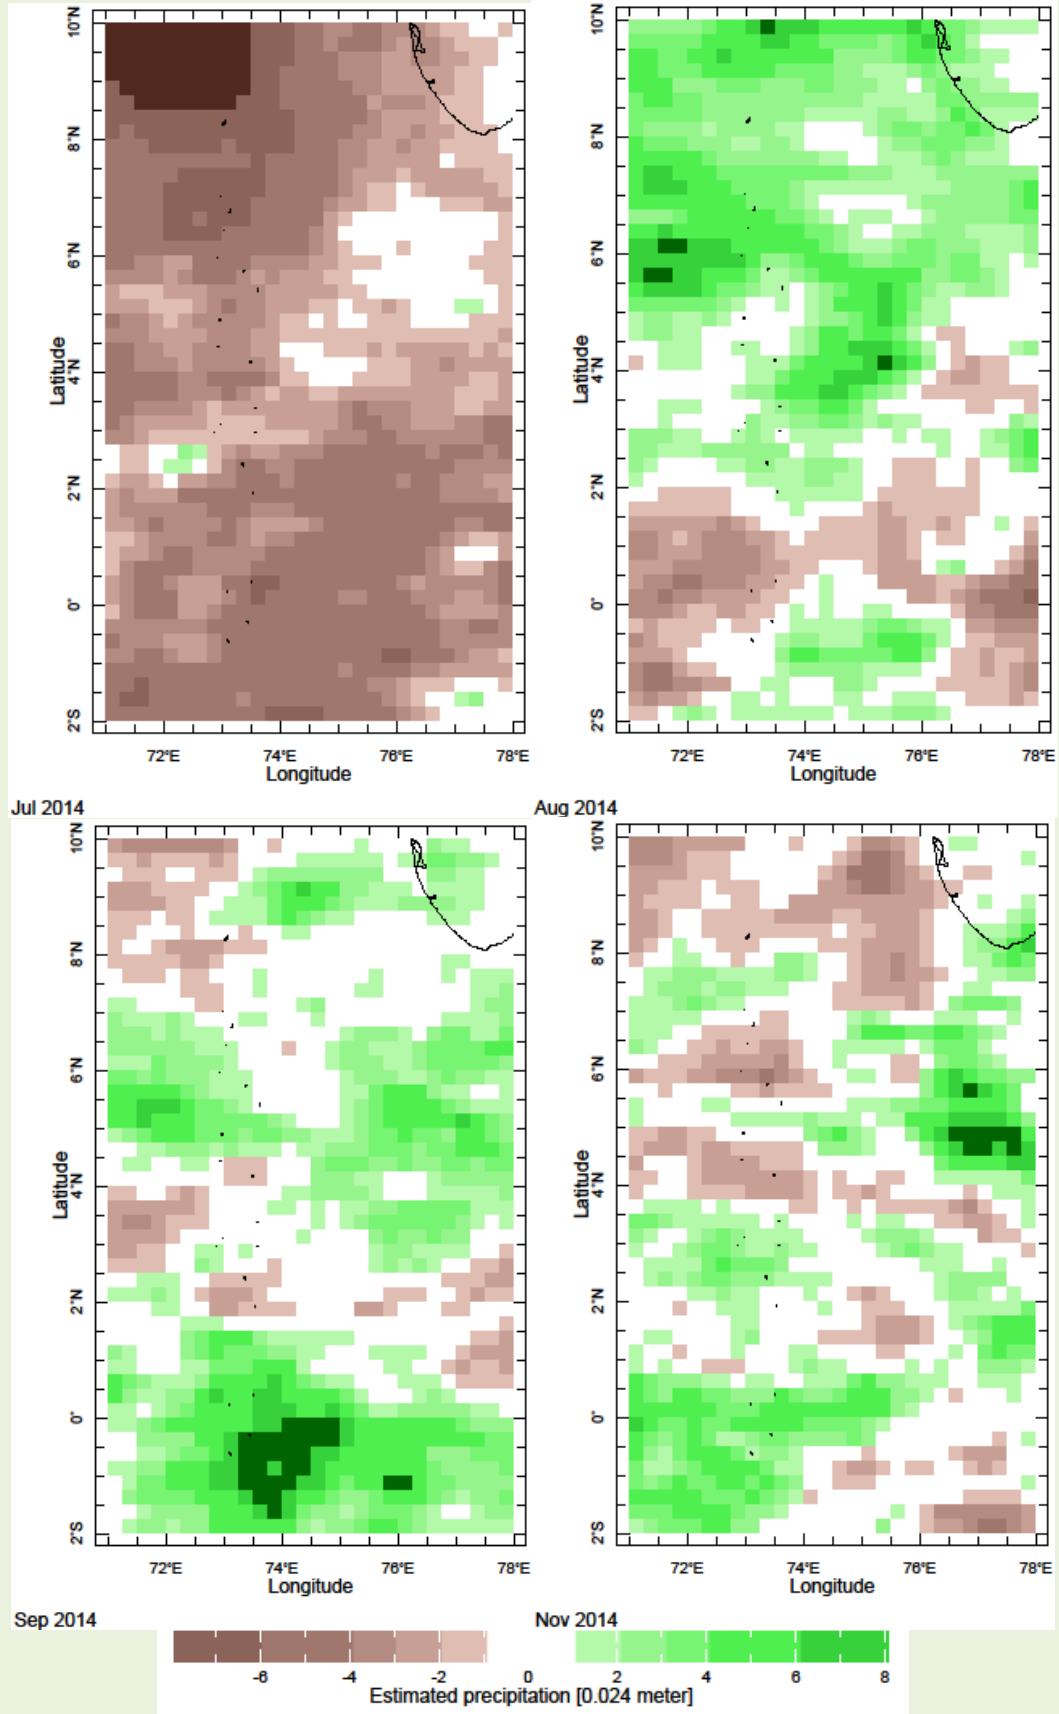 10°N
8°N
6°N
4°N
2°N
0°
2°S
Latitude
72°E 74°E 76°E 78°E
Longitude
Jul 2014
10°N
8°N
6°N
4°N
2°N
0°
2°S
Latitude
72°E 74°E 76°E 78°E
Longitude
Aug 2014
10°N
8°N
6°N
4°N
2°N
0°
2°S
Latitude
72°E 74°E 76°E 78°E
Longitude
Sep 2014
10°N
8°N
6°N
4°N
2°N
0°
2°S
Latitude
72°E 74°E 76°E 78°E
Longitude
Nov 2014
-6 -4 -2 0 2 4 6 8
Estimated precipitation [0.024 meter]